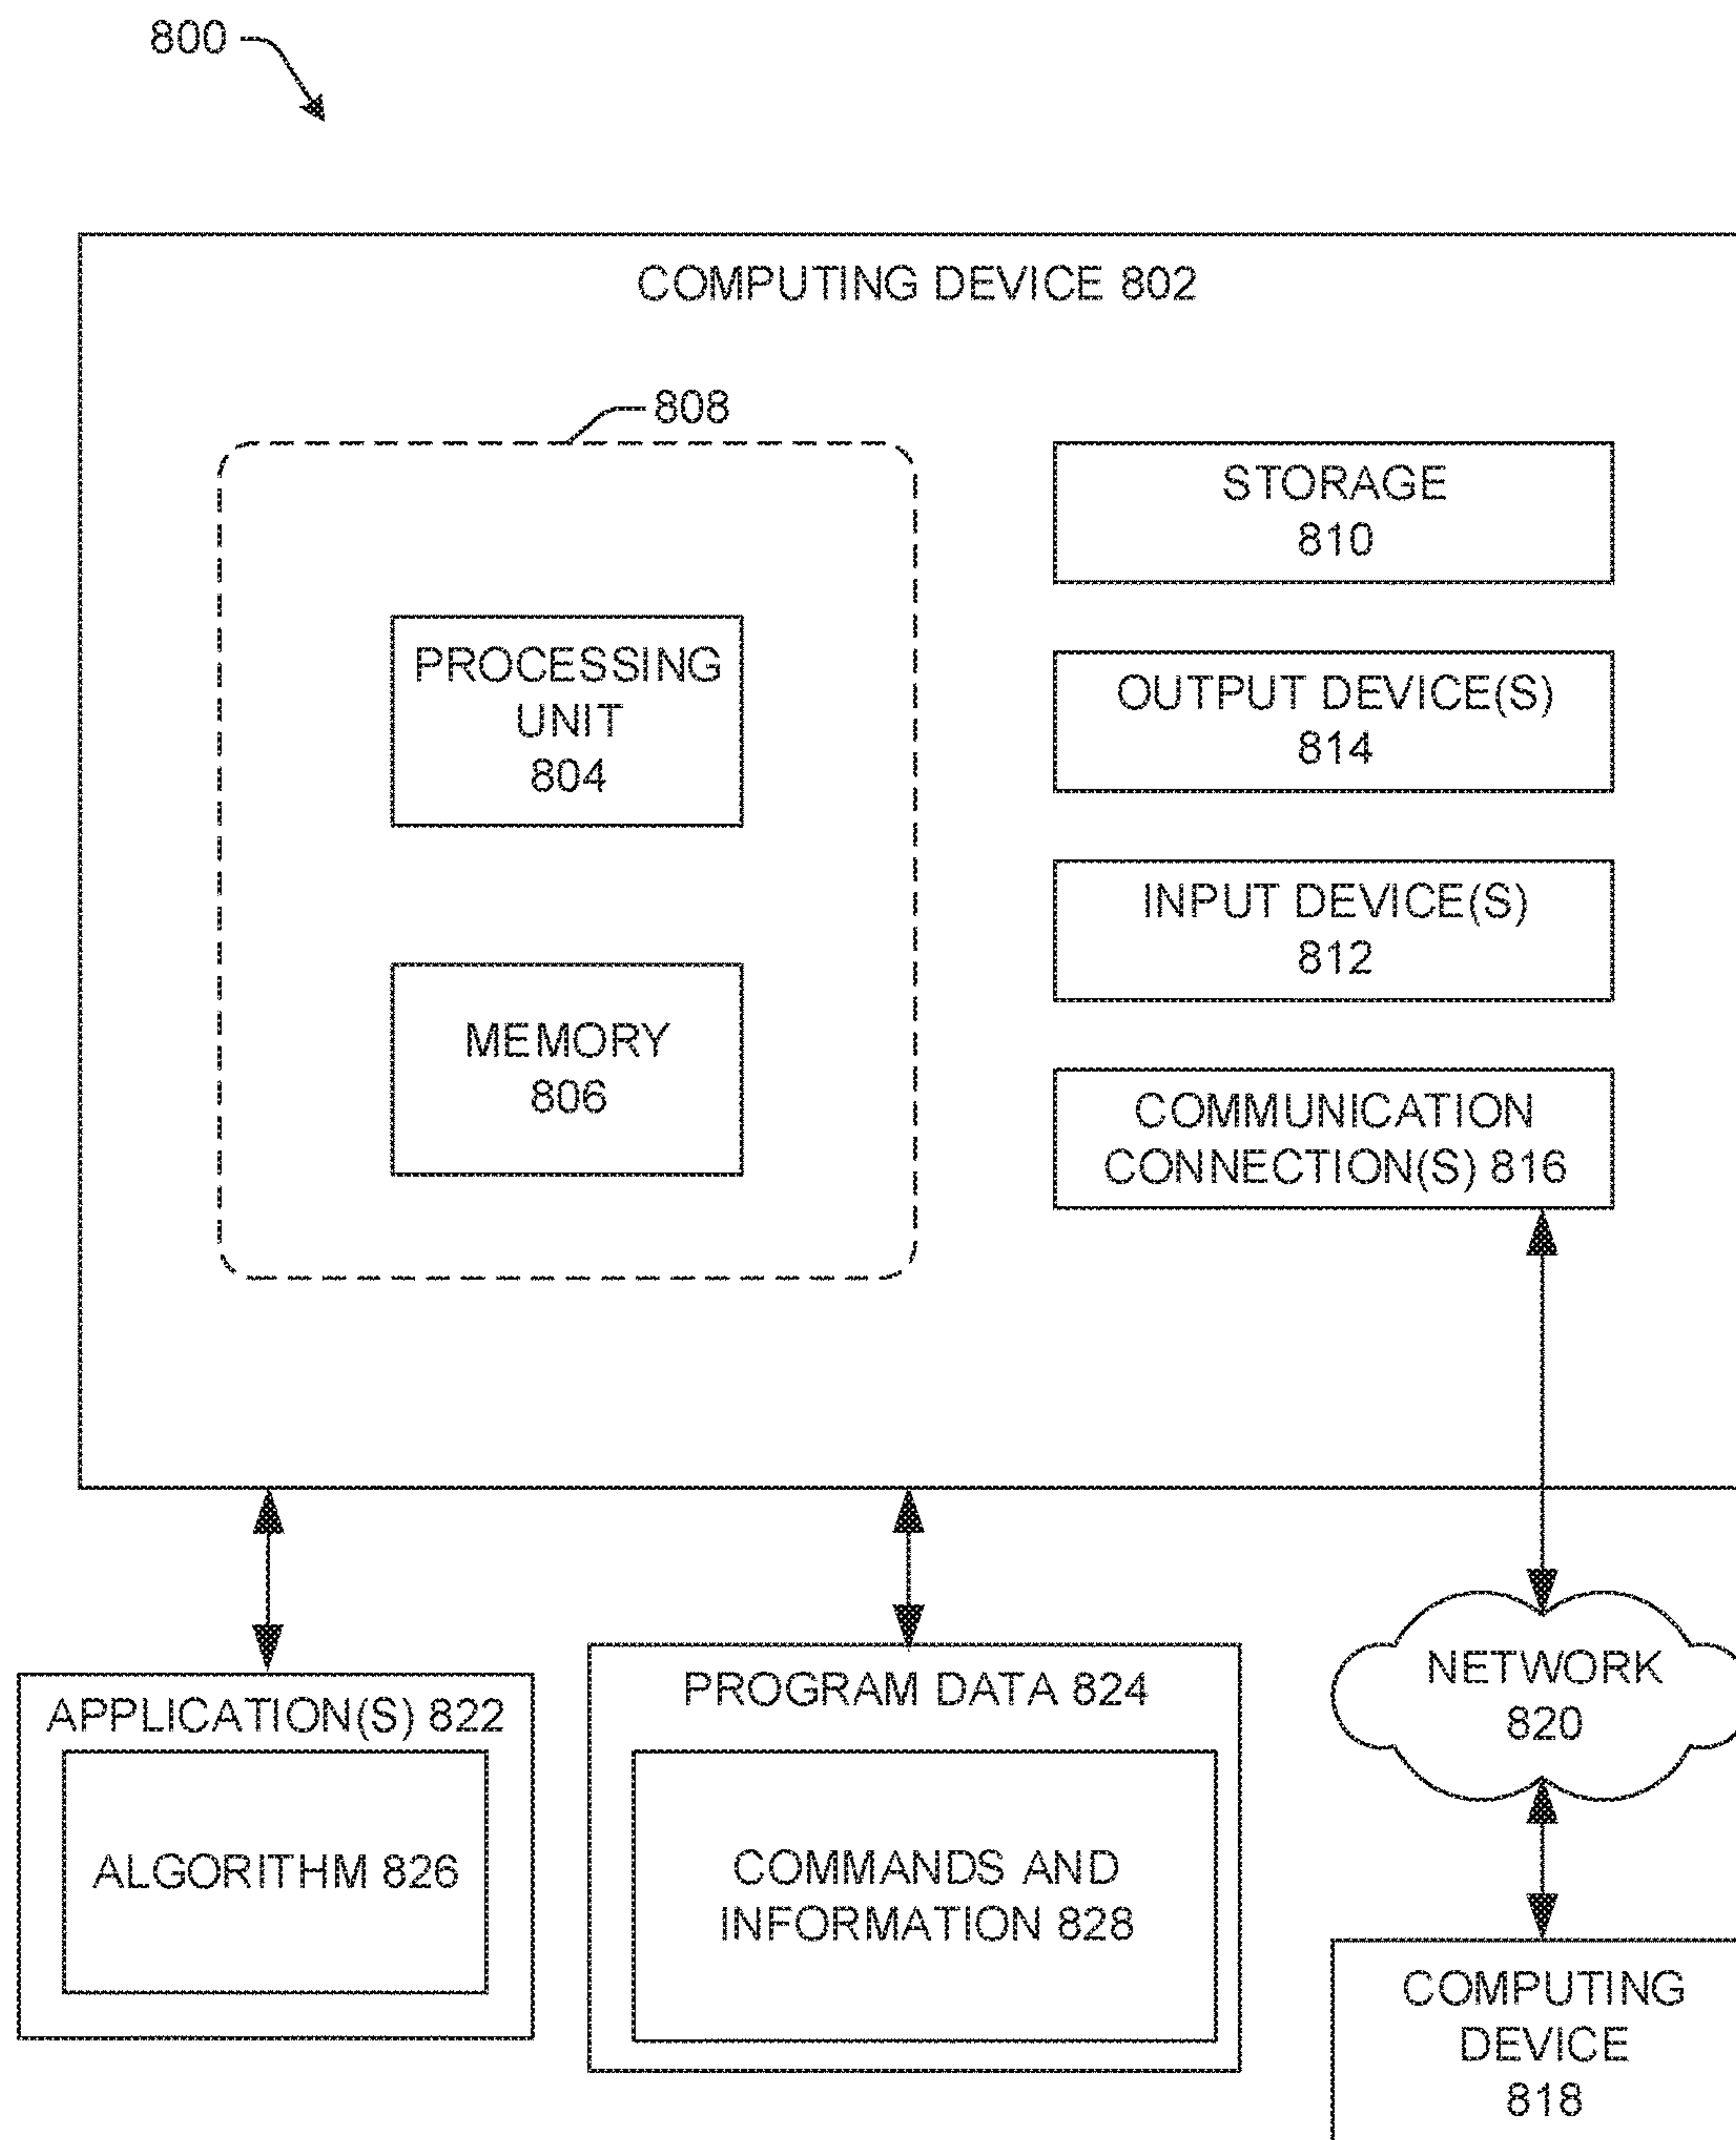 800
COMPUTING DEVICE 802
808
PROCESSING
UNIT
804
MEMORY
806
STORAGE
810
OUTPUT DEVICE(S)
814
INPUT DEVICE(S)
812
COMMUNICATION
CONNECTION(S) 816
APPLICATION(S) 822
ALGORITHM 826
PROGRAM DATA 824
COMMANDS AND
INFORMATION 828
NETWORK
820
COMPUTING
DEVICE
818